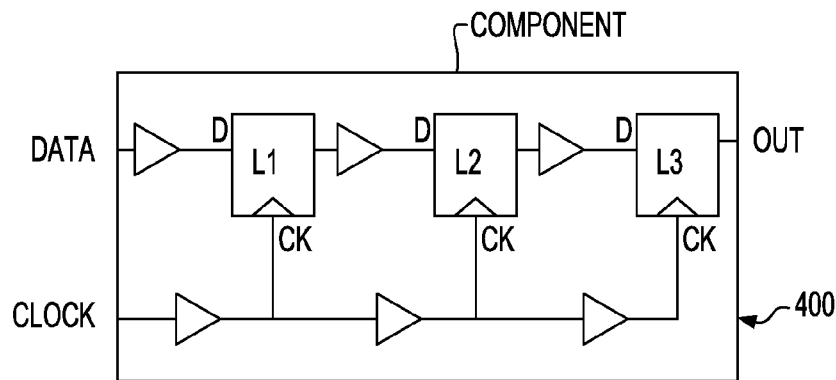 COMPONENT
DATA
D
L1
D
L2
D
L3
OUT
CK
CK
CK
CLOCK
400